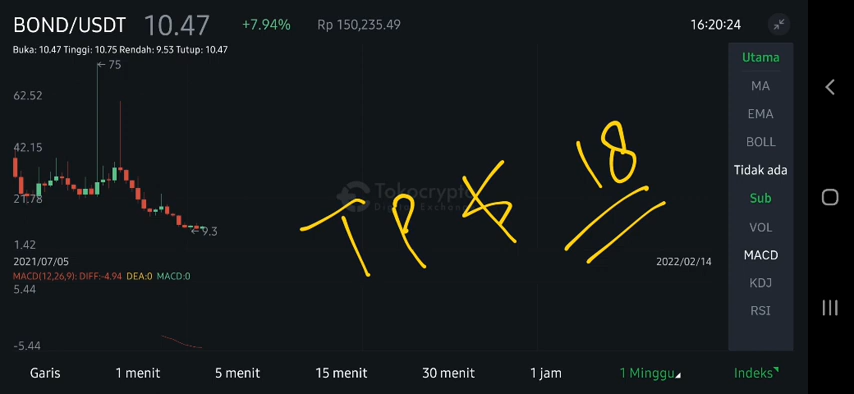 BOND/USDT 10.47 +7.94% Rp 150,235.49 16:20:24
Buka: 10.47 Tinggi: 10.75 Rendah: 9.53 Tutup: 10.47
Utama
75
MA
62.52
EMA
BOLL
42.15
18
Tidak ada
Tokocrypto
21.78
Sub
TP
VOL
9.3
1.42
2021/07/05 2022/02/14
MACD
MACD(12,26,9): DIFF:-4.94 DEA:0 MACD:0
5.44
KDJ
RSI
-5.44
Garis 1 menit 5 menit 15 menit 30 menit 1 jam 1 Minggu Indeks